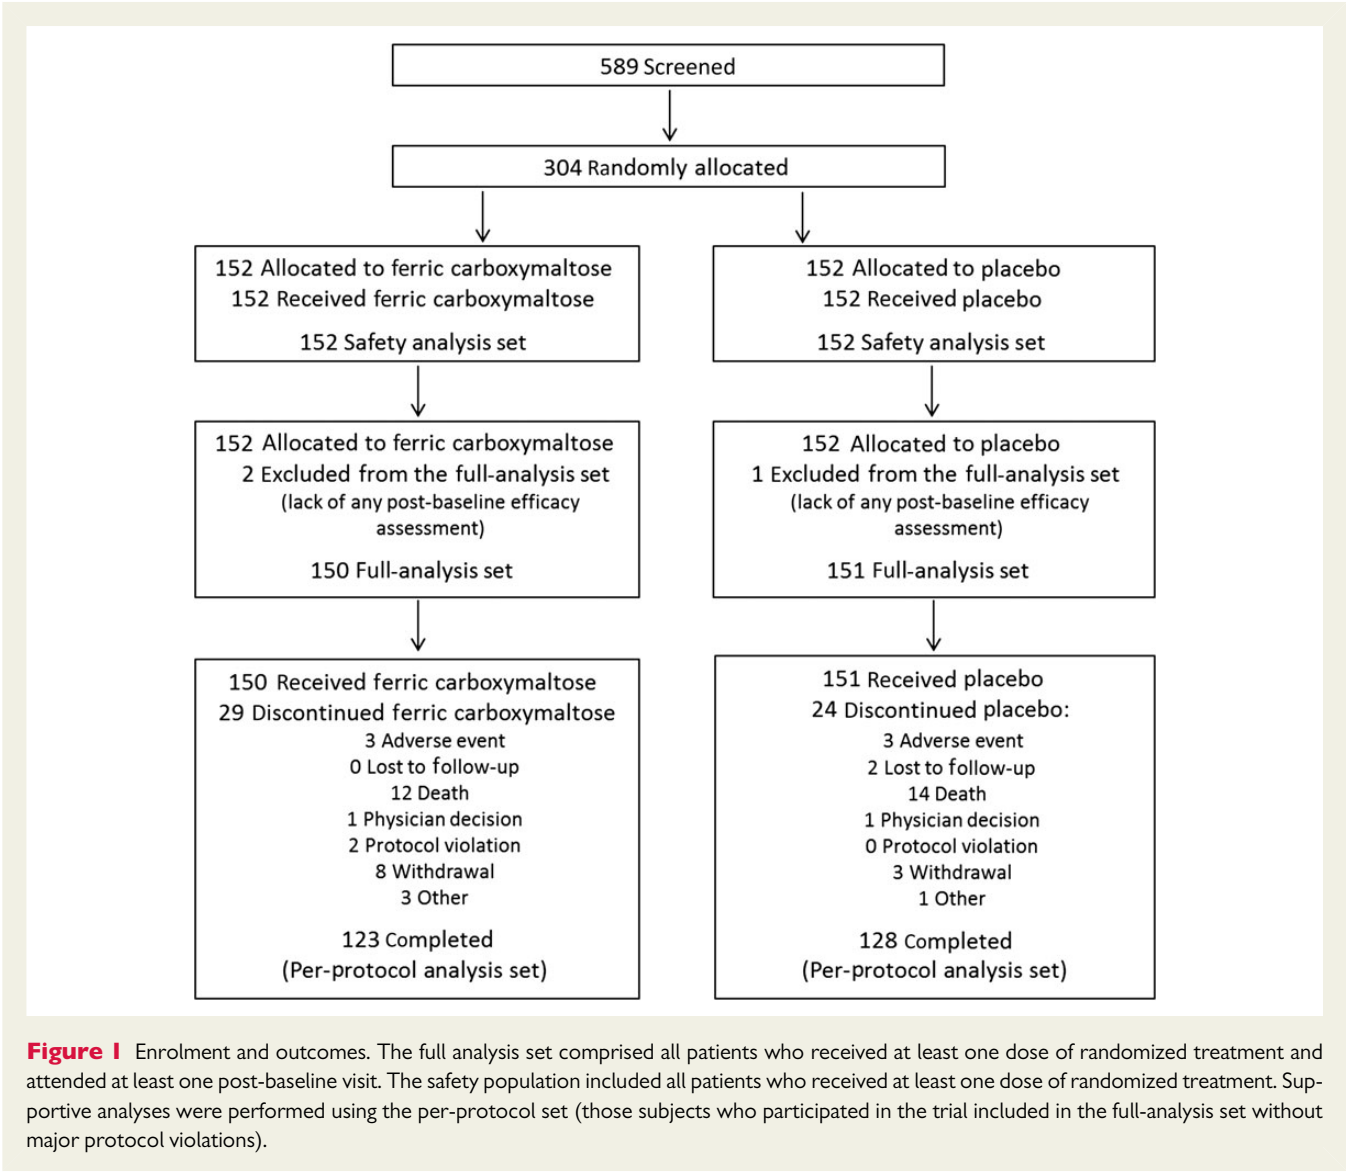 589 Screened
304 Randomly allocated
152 Allocated to ferric carboxymaltose
152 Received ferric carboxymaltose
152 Safety analysis set
152 Allocated to placebo
152 Received placebo
152 Safety analysis set
152 Allocated to ferric carboxymaltose
2 Excluded from the full-analysis set
(lack of any post-baseline efficacy
assessment)
150 Full-analysis set
152 Allocated to placebo
1 Excluded from the full-analysis set
(lack of any post-baseline efficacy
assessment)
151 Full-analysis set
150 Received ferric carboxymaltose
29 Discontinued ferric carboxymaltose
3 Adverse event
0 Lost to follow-up
12 Death
1 Physician decision
2 Protocol violation
8 Withdrawal
3 Other
123 Completed
(Per-protocol analysis set)
151 Received placebo
24 Discontinued placebo:
3 Adverse event
2 Lost to follow-up
14 Death
1 Physician decision
0 Protocol violation
3 Withdrawal
1 Other
128 Completed
(Per-protocol analysis set)
Figure 1 Enrolment and outcomes. The full analysis set comprised all patients who received at least one dose of randomized treatment and
attended at least one post-baseline visit. The safety population included all patients who received at least one dose of randomized treatment. Sup-
portive analyses were performed using the per-protocol set (those subjects who participated in the trial included in the full-analysis set without
major protocol violations).